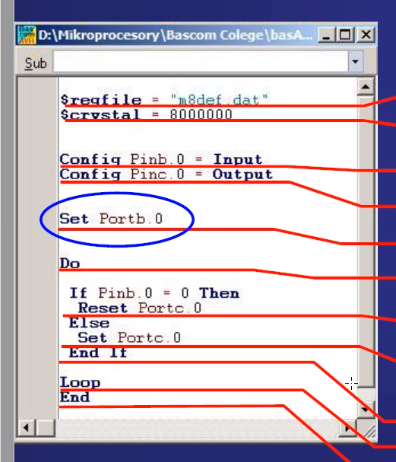 D:\Mikroprocesory\Bascom Colege\basA...
Sub
$regfile = "m8def.dat"
$crystal = 8000000
Config Pinb.0 = Input
Config Pinc.0 = Output
Set Portb.0
Do
If Pinb.0 = 0 Then
Reset Portc.0
Else
Set Portc.0
End If
Loop
End